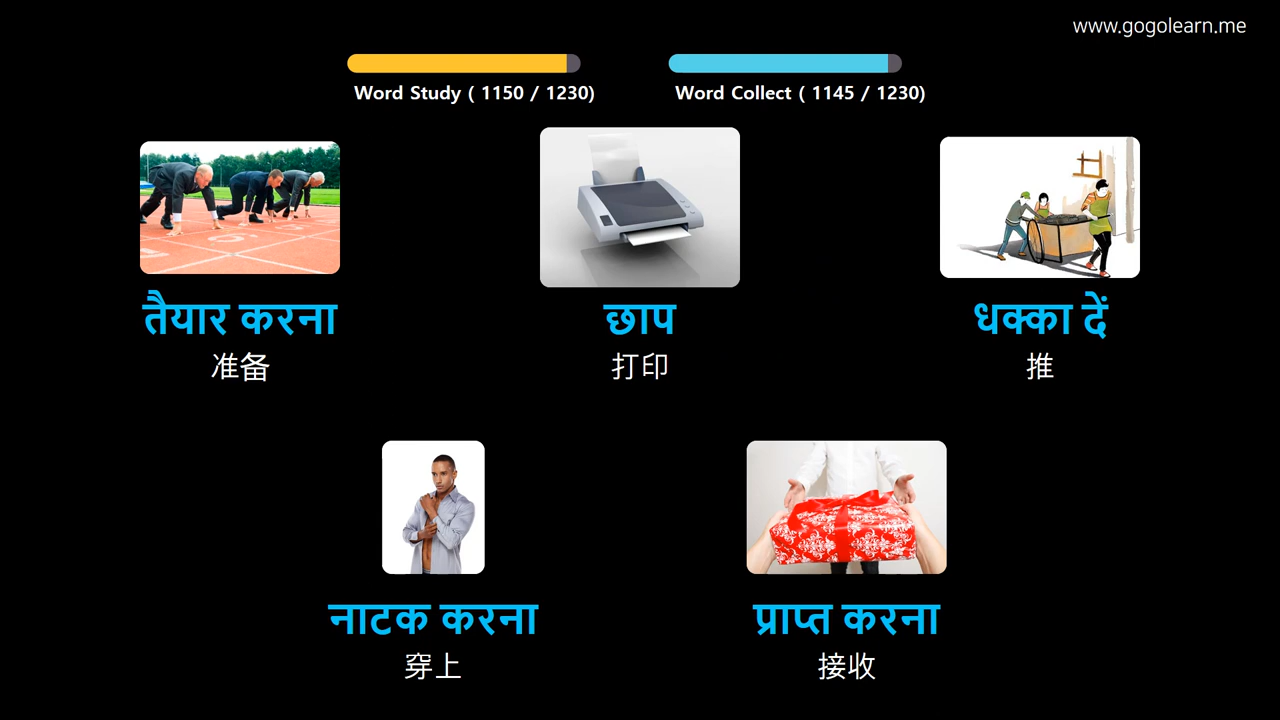 www.gogolearn.me
Word Study ( 1150 / 1230)
Word Collect ( 1145 / 1230)
तैयार करना
准备
छाप
打印
धक्का दें
推
नाटक करना
穿上
प्राप्त करना
接收